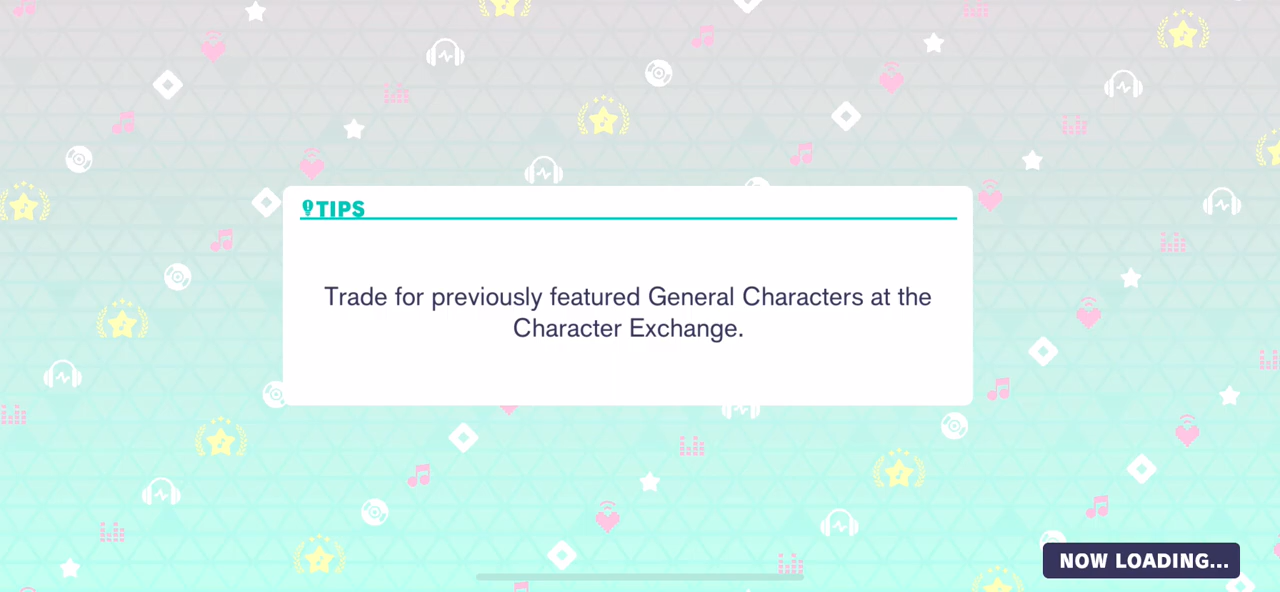 TIPS
Trade for previously featured General Characters at the
Character Exchange.
NOW LOADING...